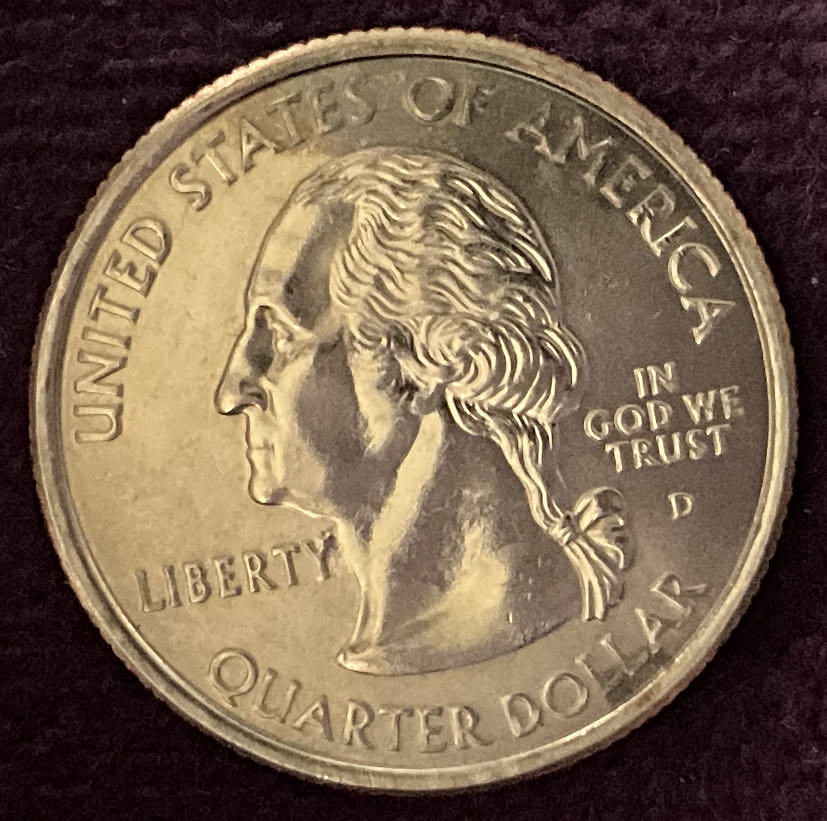 UNITED STATES OF AMERICA
IN
GOD WE
TRUST
D
LIBERTY
QUARTER DOLLAR